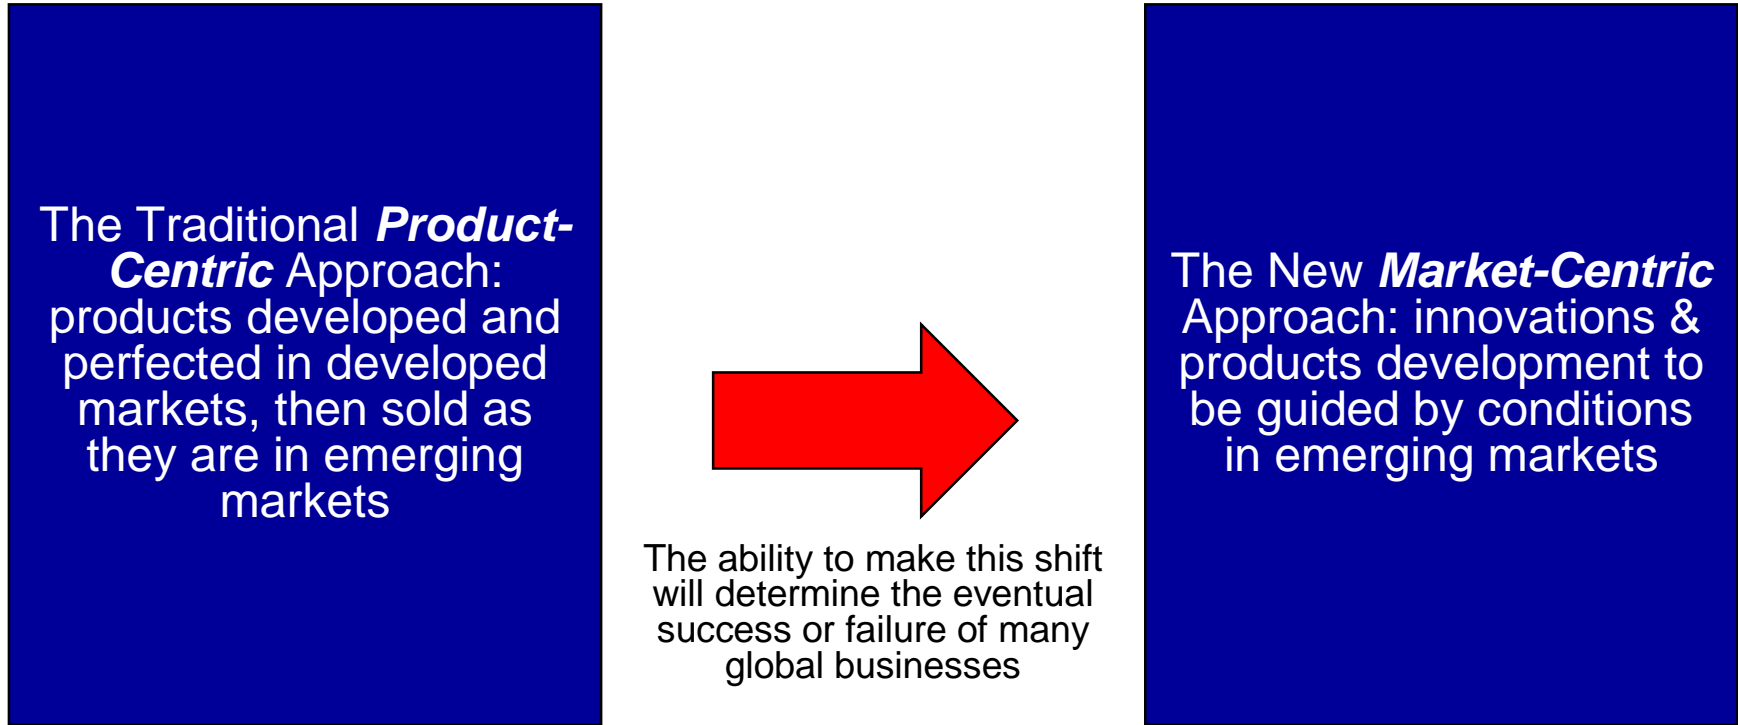 The Traditional Product-
Centric Approach:
products developed and
perfected in developed
markets, then sold as
they are in emerging
markets
The ability to make this shift
will determine the eventual
success or failure of many
global businesses
The New Market-Centric
Approach: innovations &
products development to
be guided by conditions
in emerging markets